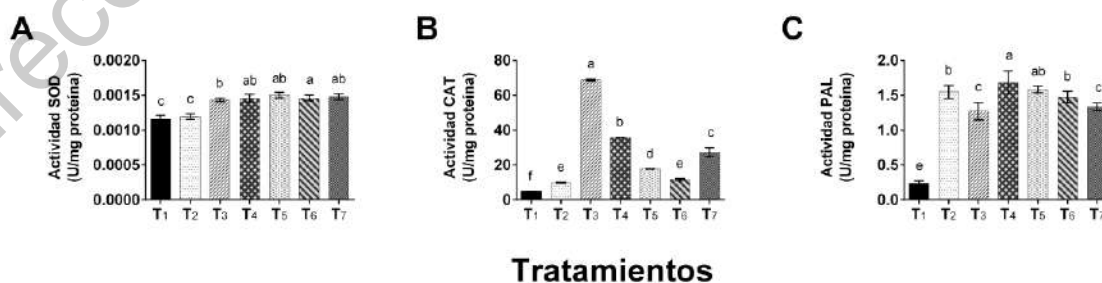 A
B
C
Actividad SOD
(U/mg proteína)
0.0020
0.0015
0.0010
0.0005
0.0000
c
c
b
ab
ab
a
ab
T1
T2
T3
T4
T5
T6
T7
Actividad CAT
(U/mg proteína)
80
60
40
20
0
f
e
a
b
d
e
c
T1
T2
T3
T4
T5
T6
T7
Actividad PAL
(U/mg proteína)
2.0
1.5
1.0
0.5
0.0
e
b
c
a
ab
b
c
T1
T2
T3
T4
T5
T6
T7
Tratamientos